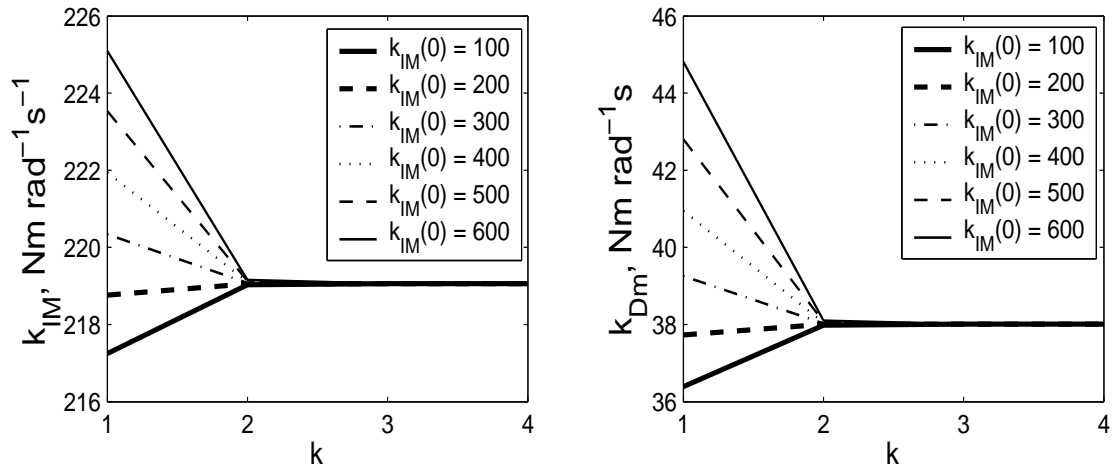 226
224
222
220
218
216
k_IM, Nm rad⁻¹s⁻¹
1 2 3 4
k
k_IM(0) = 100
k_IM(0) = 200
k_IM(0) = 300
k_IM(0) = 400
k_IM(0) = 500
k_IM(0) = 600
46
44
42
40
38
36
k_Dm, Nm rad⁻¹s
1 2 3 4
k
k_IM(0) = 100
k_IM(0) = 200
k_IM(0) = 300
k_IM(0) = 400
k_IM(0) = 500
k_IM(0) = 600